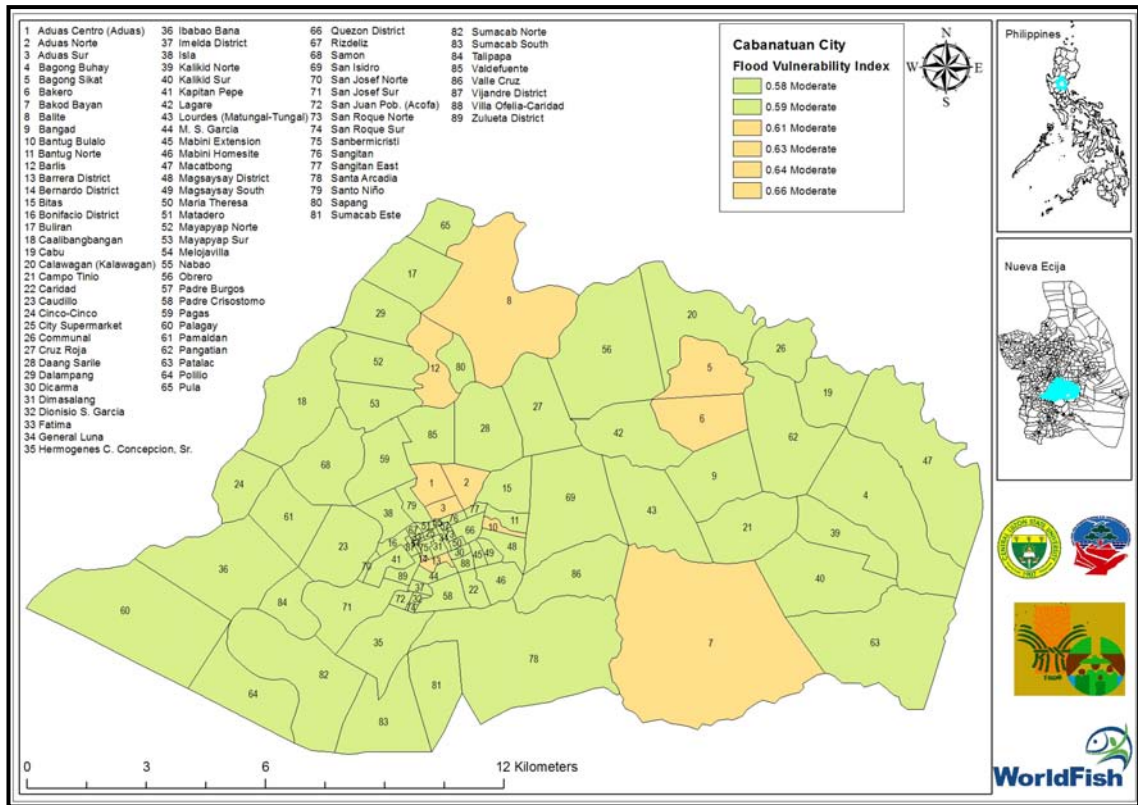 1 Aduas Centro (Aduas)
2 Aduas Norte
3 Aduas Sur
4 Bagong Buhay
5 Bagong Sikat
6 Bakero
7 Bakod Bayan
8 Balite
9 Bangad
10 Bantug Bulalo
11 Bantug Norte
12 Barlis
13 Barrera District
14 Bernardo District
15 Bitas
16 Bonifacio District
17 Buliran
18 Caalibangbangan
19 Cabu
20 Calawagan (Kalawagan)
21 Campo Tinio
22 Caridad
23 Caudillo
24 Cinco-Cinco
25 City Supermarket
26 Communal
27 Cruz Roja
28 Daang Sarile
29 Dalampang
30 Dicarma
31 Dimasalang
32 Dionisio S. Garcia
33 Fatima
34 General Luna
35 Hermogenes C. Concepcion, Sr.
36 Ibabao Bana
37 Imelda District
38 Isla
39 Kalikid Norte
40 Kalikid Sur
41 Kapitan Pepe
42 Lagare
43 Lourdes (Matungal-Tungal)
44 M. S. Garcia
45 Mabini Extension
46 Mabini Homesite
47 Macatbong
48 Magsaysay District
49 Magsaysay South
50 Maria Theresa
51 Matadero
52 Mayapyap Norte
53 Mayapyap Sur
54 Melojavilla
55 Nabao
56 Obrero
57 Padre Burgos
58 Padre Crisostomo
59 Pagas
60 Palagay
61 Pamaldan
62 Pangatian
63 Patalac
64 Polilio
65 Pula
66 Quezon District
67 Rizdeliz
68 Samon
69 San Isidro
70 San Josef Norte
71 San Josef Sur
72 San Juan Pob. (Acofa)
73 San Roque Norte
74 San Roque Sur
75 Sanbermicristi
76 Sangitan
77 Sangitan East
78 Santa Arcadia
79 Santo Niño
80 Sapang
81 Sumacab Este
82 Sumacab Norte
83 Sumacab South
84 Talipapa
85 Valdefuente
86 Valle Cruz
87 Vijandre District
88 Villa Ofelia-Caridad
89 Zulueta District
Cabanatuan City
Flood Vulnerability Index
0.58 Moderate
0.59 Moderate
0.61 Moderate
0.63 Moderate
0.64 Moderate
0.66 Moderate
N
W E
S
Philippines
Nueva Ecija
65
17
8
29
20
56
26
52
12
80
5
19
18
53
27
6
85
28
42
62
47
59
68
9
1
2
15
24
4
79
69
3
38
76
77
11
61
10
43
21
39
66
23
48
16
31
50
41
30
45
49
36
88
86
89
44
46
40
37
22
60
84
71
72
58
35
63
7
78
82
81
64
83
0 3 6 12 Kilometers
WorldFish